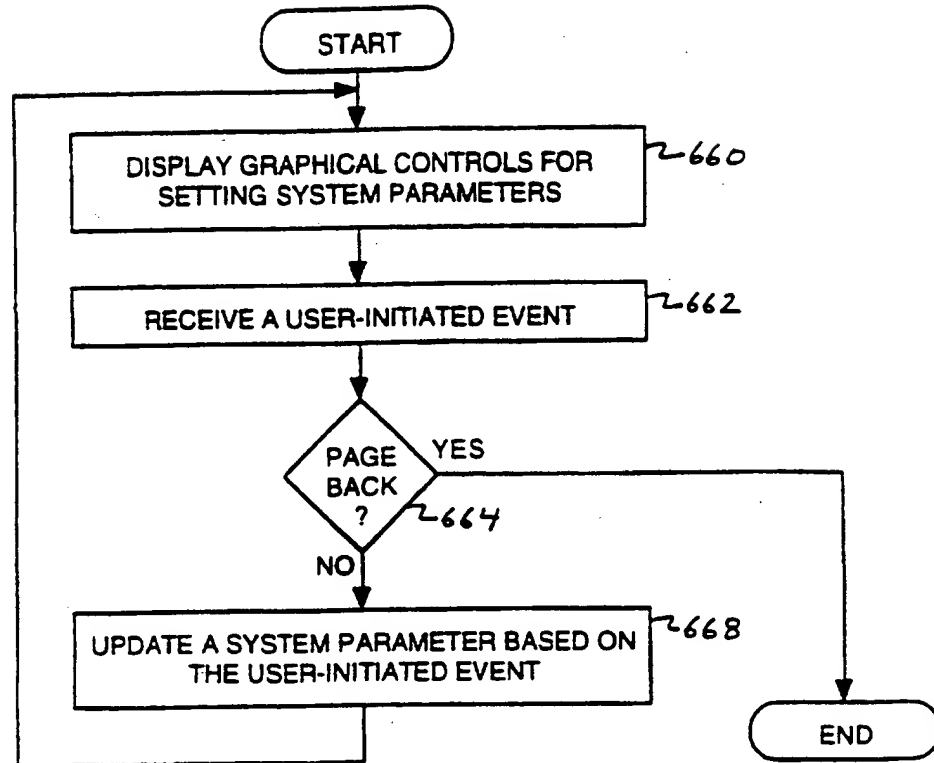 START
DISPLAY GRAPHICAL CONTROLS FOR
SETTING SYSTEM PARAMETERS
660
RECEIVE A USER-INITIATED EVENT
662
PAGE
BACK
?
YES
664
NO
UPDATE A SYSTEM PARAMETER BASED ON
THE USER-INITIATED EVENT
668
END